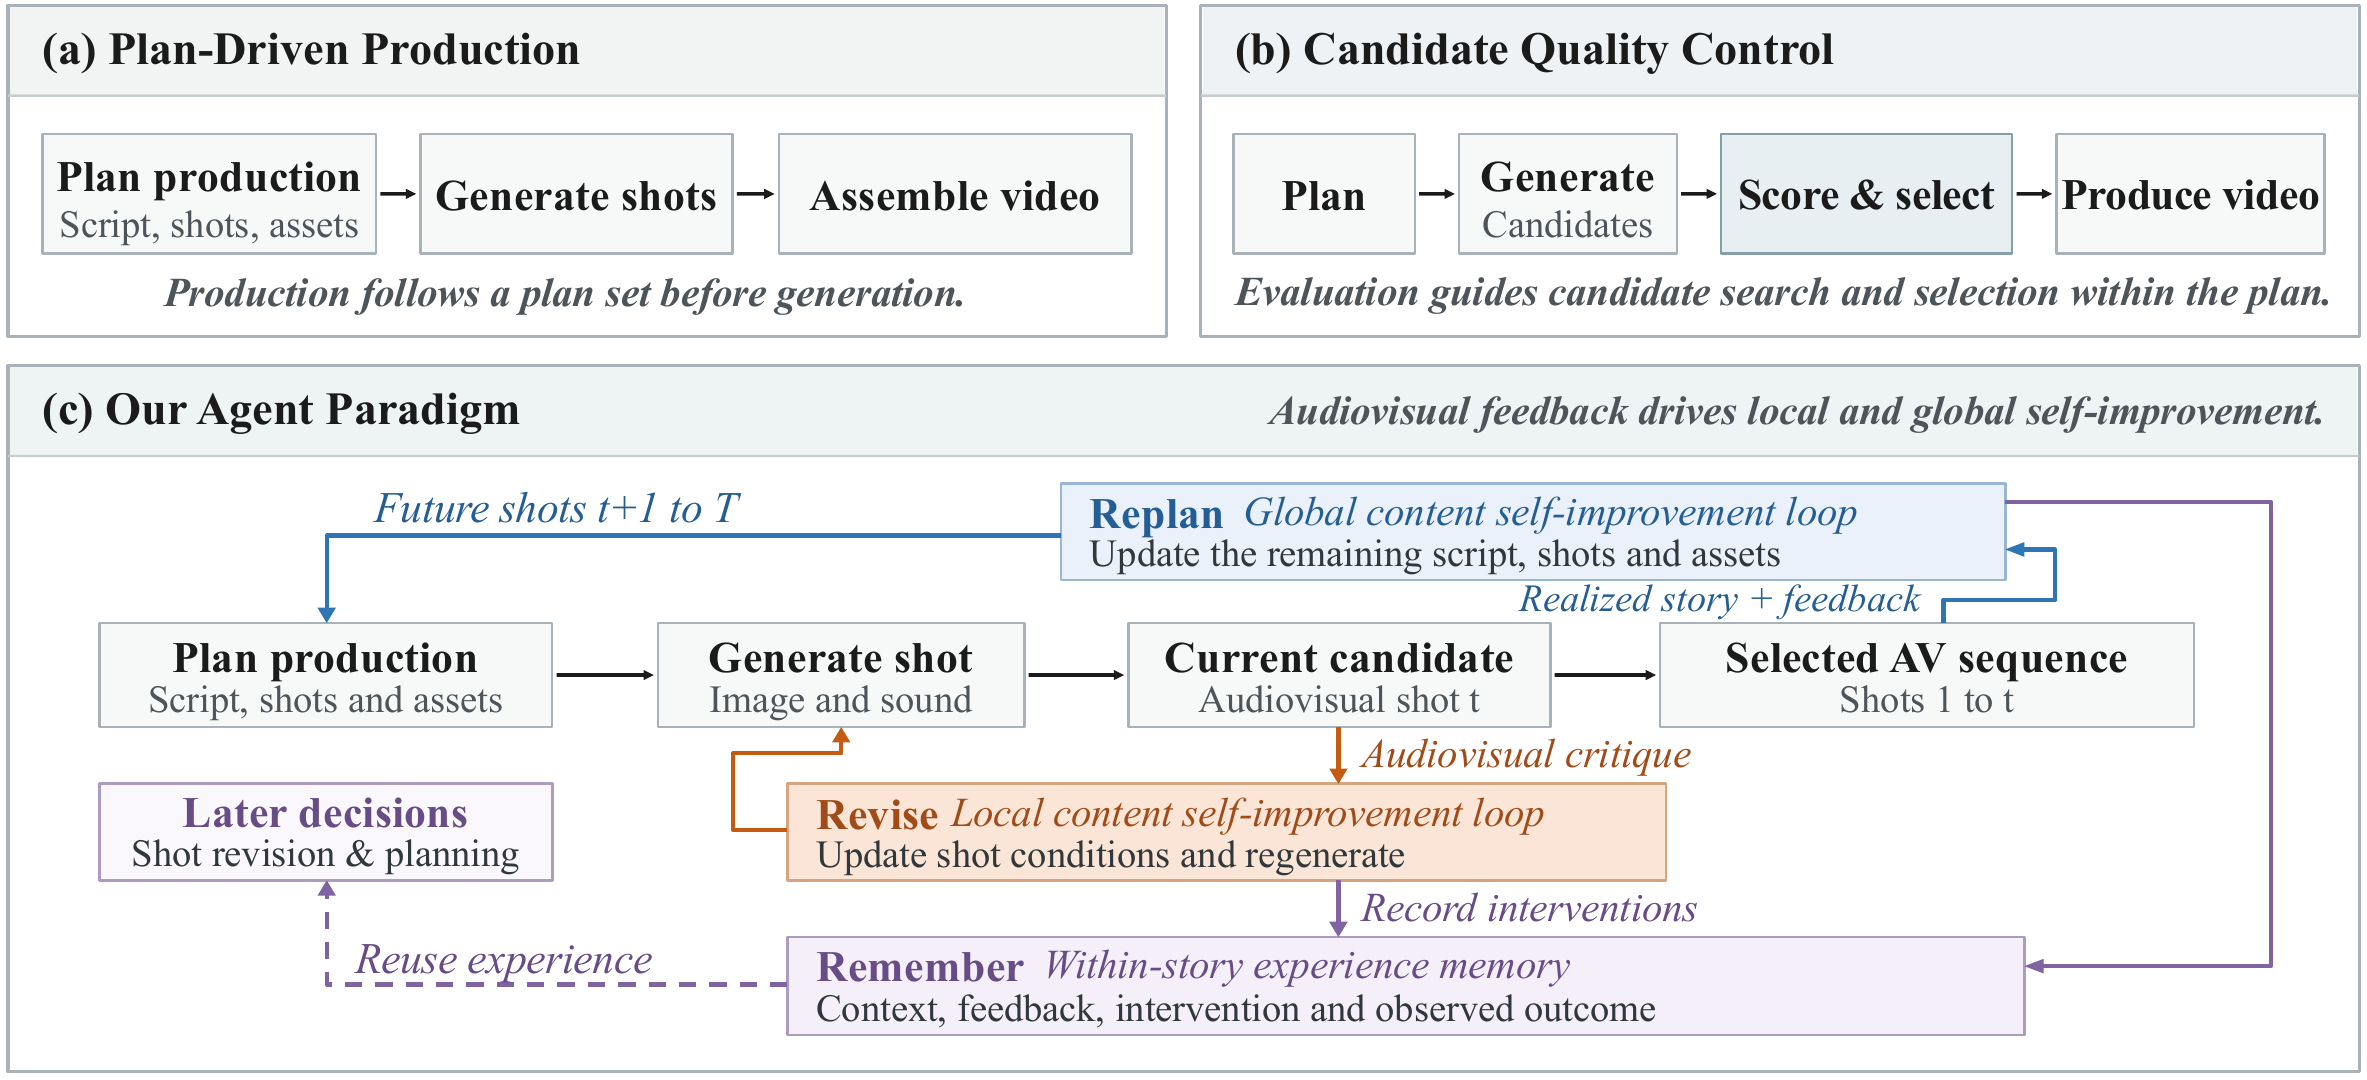 (a) Plan-Driven Production
Plan production
Script, shots, assets
Generate shots
Assemble video
Production follows a plan set before generation.
(b) Candidate Quality Control
Plan
Generate
Candidates
Score & select
Produce video
Evaluation guides candidate search and selection within the plan.
(c) Our Agent Paradigm
Audiovisual feedback drives local and global self-improvement.
Future shots t+1 to T
Replan Global content self-improvement loop
Update the remaining script, shots and assets
Realized story + feedback
Plan production
Script, shots and assets
Generate shot
Image and sound
Current candidate
Audiovisual shot t
Selected AV sequence
Shots 1 to t
Audiovisual critique
Later decisions
Shot revision & planning
Revise Local content self-improvement loop
Update shot conditions and regenerate
Record interventions
Reuse experience
Remember Within-story experience memory
Context, feedback, intervention and observed outcome